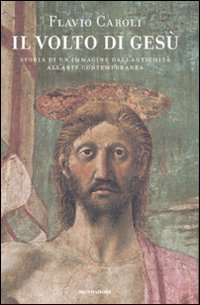 FLAVIO CAROLI
IL VOLTO DI GESÙ
STORIA DI UN'IMMAGINE DALL'ANTICHITÀ
ALL'ARTE CONTEMPORANEA
MONDADORI